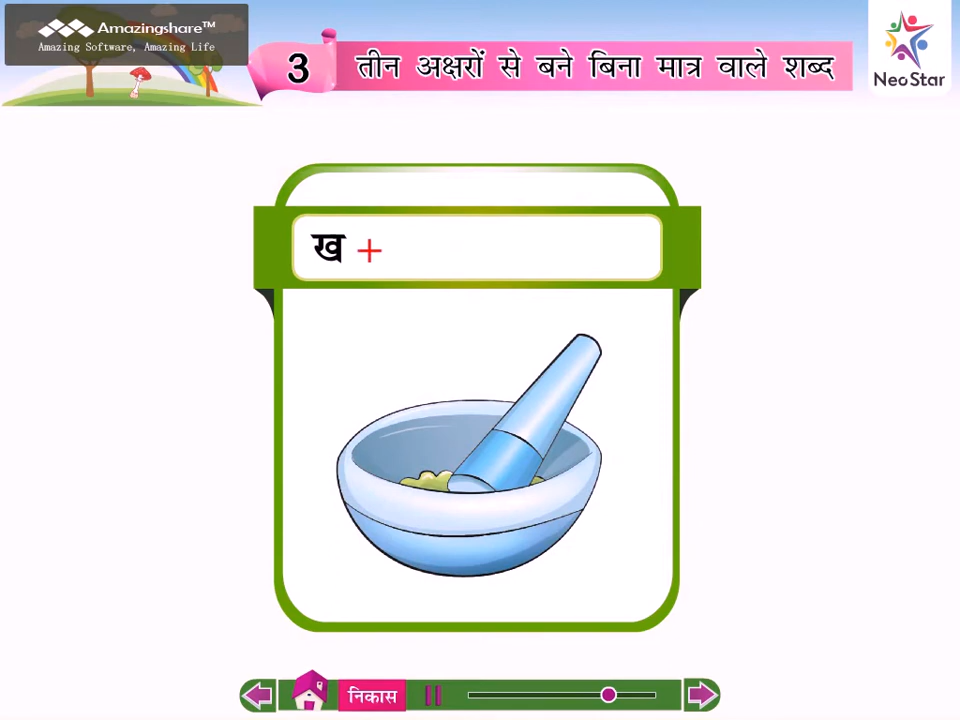 Amazingshare™
Amazing Software, Amazing Life
3 तीन अक्षरों से बने बिना मात्र वाले शब्द
NeoStar
ख +
निकास